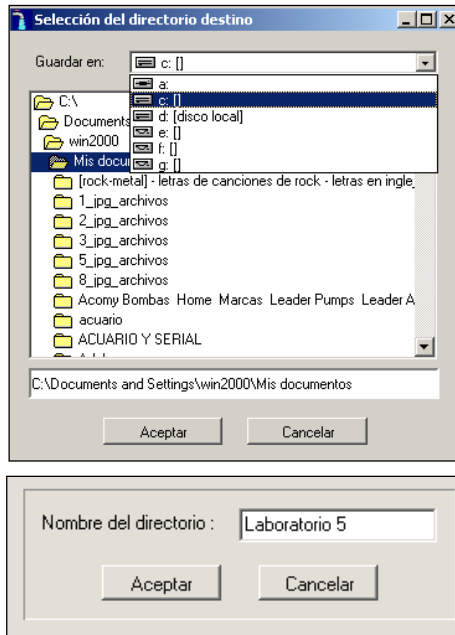 Selección del directorio destino
Guardar en: c: []
a:
c: []
d: [disco local]
e: []
f: []
g: []
C:\
Documents
win2000
Mis docu
[rock-metal] - letras de canciones de rock - letras en ingle_
1_jpg_archivos
2_jpg_archivos
3_jpg_archivos
5_jpg_archivos
8_jpg_archivos
Acomy Bombas Home Marcas Leader Pumps Leader A
acuario
ACUARIO Y SERIAL
C:\Documents and Settings\win2000\Mis documentos
Aceptar Cancelar
Nombre del directorio : Laboratorio 5
Aceptar Cancelar